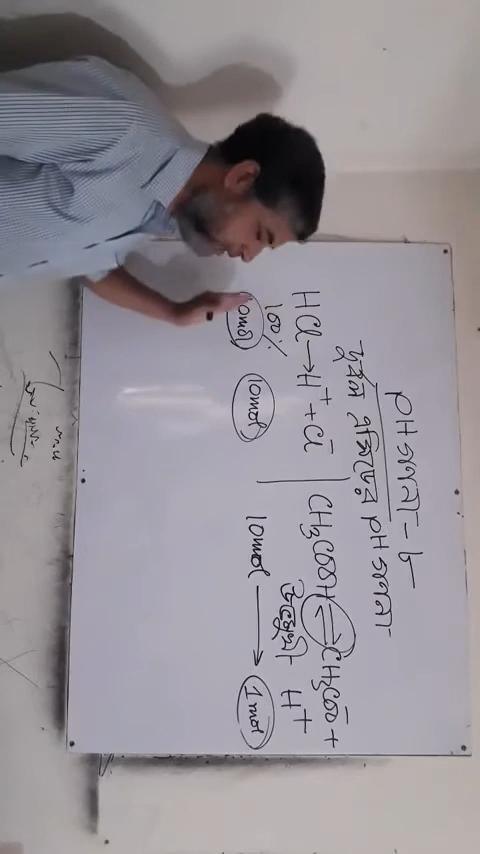 pH গণনা - ৮
দুর্বল এসিডের pH গণনা
HCl → H⁺ + Cl⁻
100%
10mol
10mol
CH₃COOH ⇌ CH₃COO⁻ + H⁺
উভমুখী
10mol → 1mol